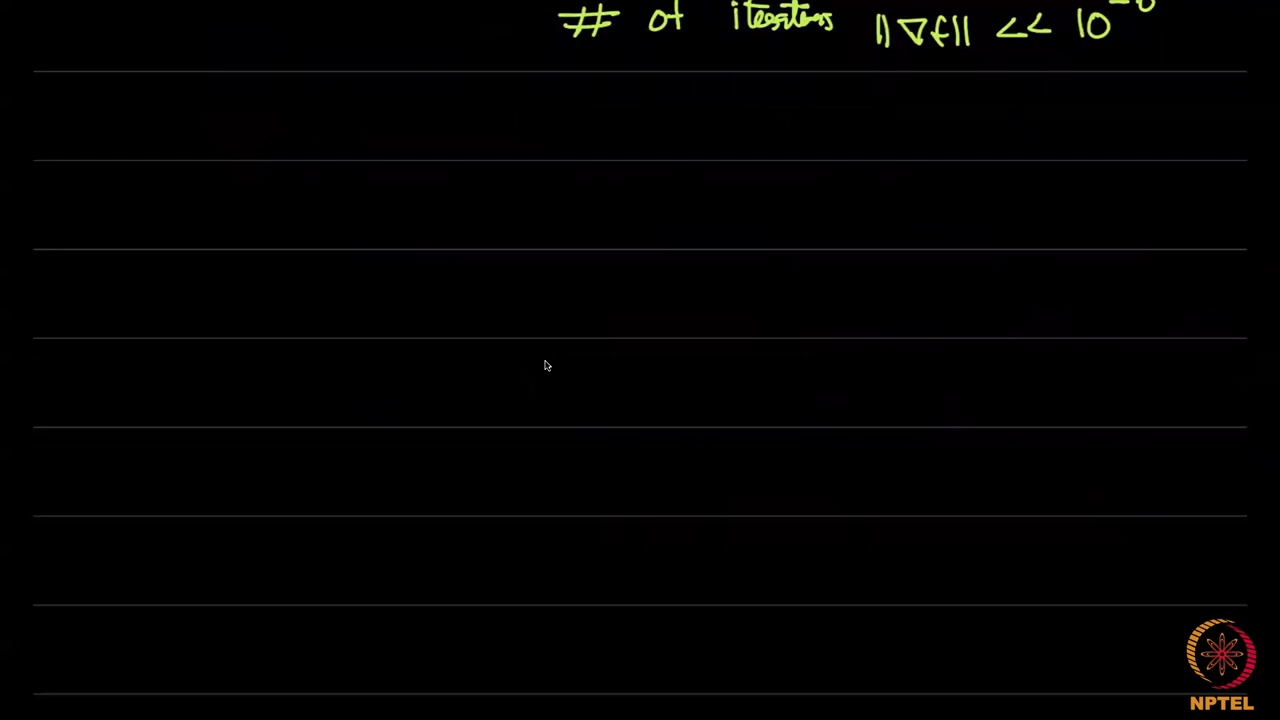 # of iterations ||∇f|| << 10
NPTEL